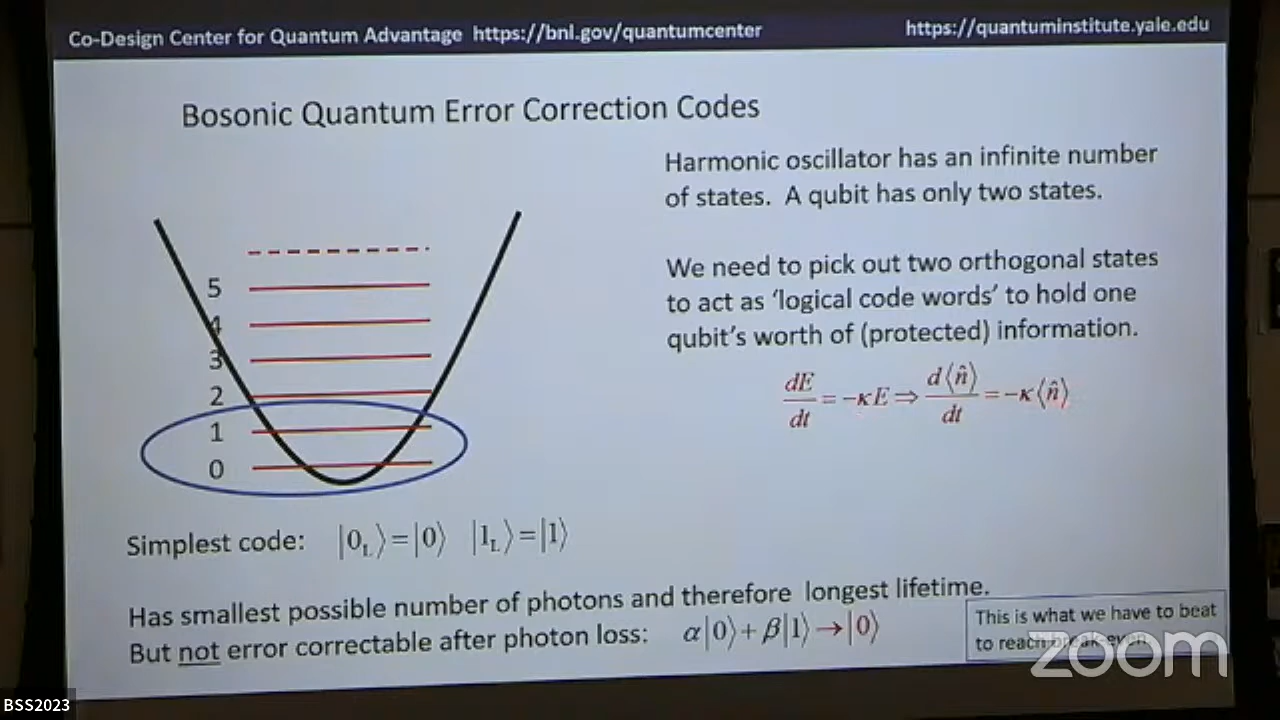 Co-Design Center for Quantum Advantage https://bnl.gov/quantumcenter https://quantuminstitute.yale.edu
Bosonic Quantum Error Correction Codes
Harmonic oscillator has an infinite number
of states. A qubit has only two states.
We need to pick out two orthogonal states
to act as ‘logical code words’ to hold one
qubit’s worth of (protected) information.
dE/dt = −κE ⇒ d⟨n̂⟩/dt = −κ⟨n̂⟩
5
4
3
2
1
0
Simplest code: |0_L⟩=|0⟩ |1_L⟩=|1⟩
Has smallest possible number of photons and therefore longest lifetime.
But not error correctable after photon loss: α|0⟩+β|1⟩→|0⟩
This is what we have to beat
to reach break-even
zoom
BSS2023